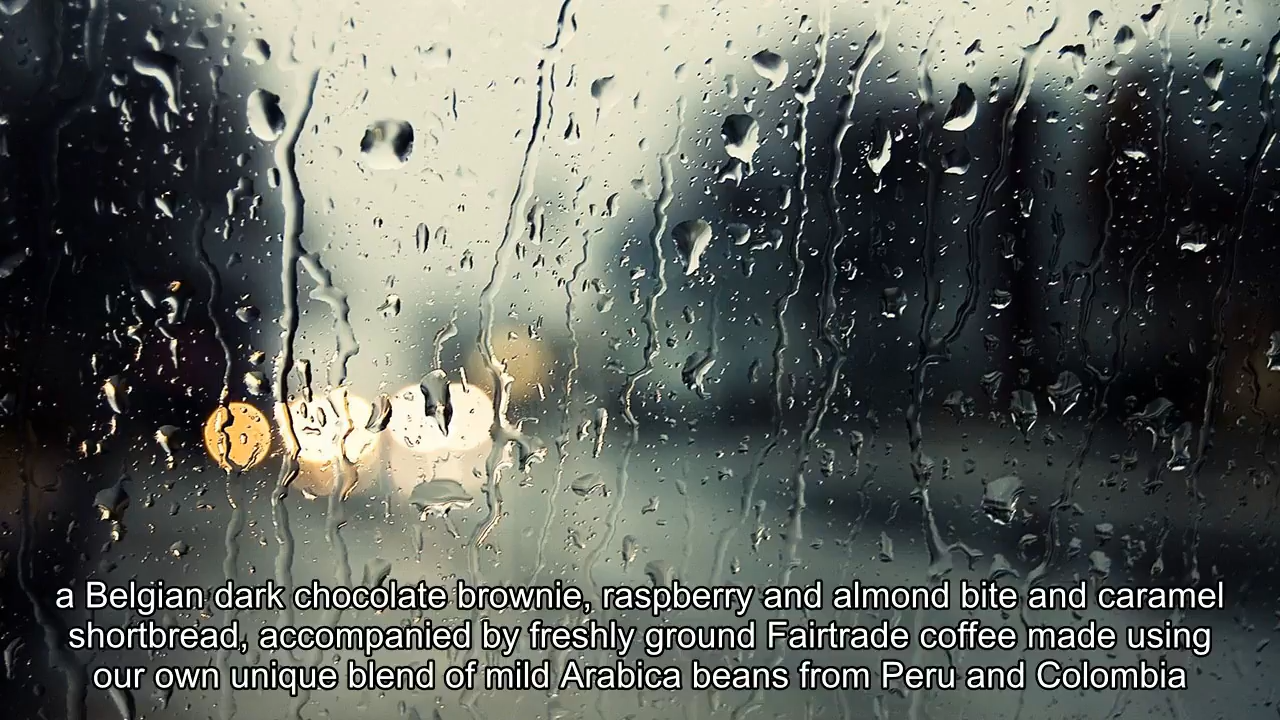 a Belgian dark chocolate brownie, raspberry and almond bite and caramel
shortbread, accompanied by freshly ground Fairtrade coffee made using
our own unique blend of mild Arabica beans from Peru and Colombia